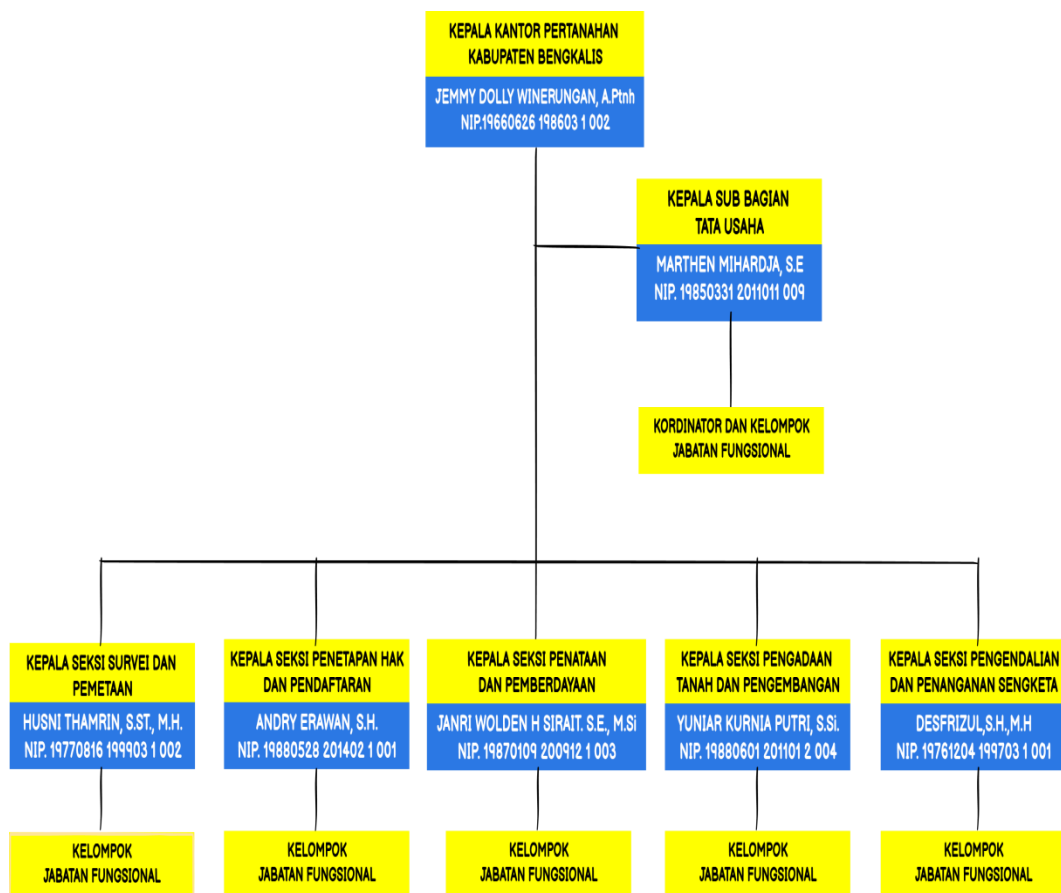 KEPALA KANTOR PERTANAHAN
KABUPATEN BENGKALIS
JEMMY DOLLY WINERUNGAN, A.Ptnh
NIP.19660626 198603 1 002
KEPALA SUB BAGIAN
TATA USAHA
MARTHEN MIHARDJA, S.E
NIP. 19850331 2011011 009
KORDINATOR DAN KELOMPOK
JABATAN FUNGSIONAL
KEPALA SEKSI SURVEI DAN
PEMETAAN
HUSNI THAMRIN, S.ST., M.H.
NIP. 19770816 199903 1 002
KELOMPOK
JABATAN FUNGSIONAL
KEPALA SEKSI PENETAPAN HAK
DAN PENDAFTARAN
ANDRY ERAWAN, S.H.
NIP. 19880528 201402 1 001
KELOMPOK
JABATAN FUNGSIONAL
KEPALA SEKSI PENATAAN
DAN PEMBERDAYAAN
JANRI WOLDEN H SIRAIT. S.E., M.Si
NIP. 19870109 200912 1 003
KELOMPOK
JABATAN FUNGSIONAL
KEPALA SEKSI PENGADAAN
TANAH DAN PENGEMBANGAN
YUNIAR KURNIA PUTRI, S.Si.
NIP. 19880601 201101 2 004
KELOMPOK
JABATAN FUNGSIONAL
KEPALA SEKSI PENGENDALIAN
DAN PENANGANAN SENGKETA
DESFRIZUL,S.H.,M.H
NIP. 19761204 199703 1 001
KELOMPOK
JABATAN FUNGSIONAL